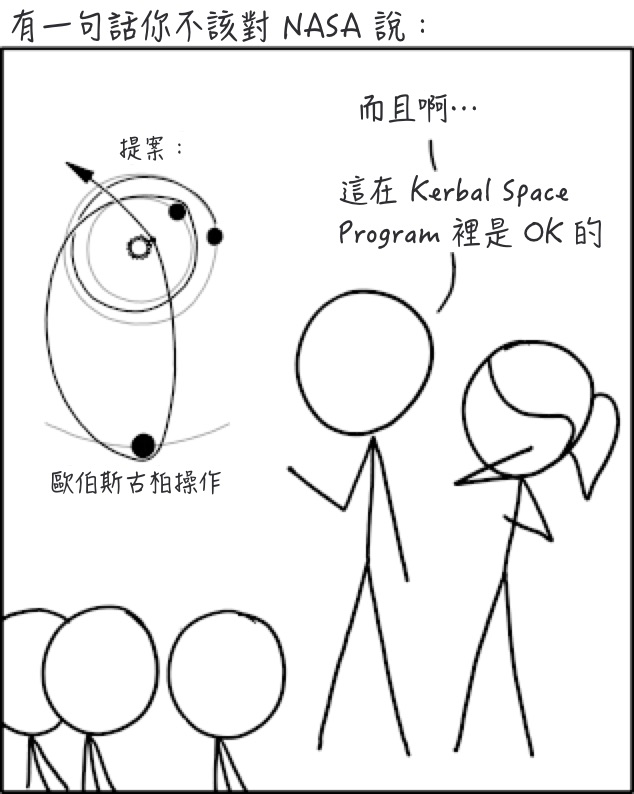 有一句話你不該對 NASA 說：
而且啊…
提案：
這在 Kerbal Space
Program 裡是 OK 的
歐伯斯古柏操作